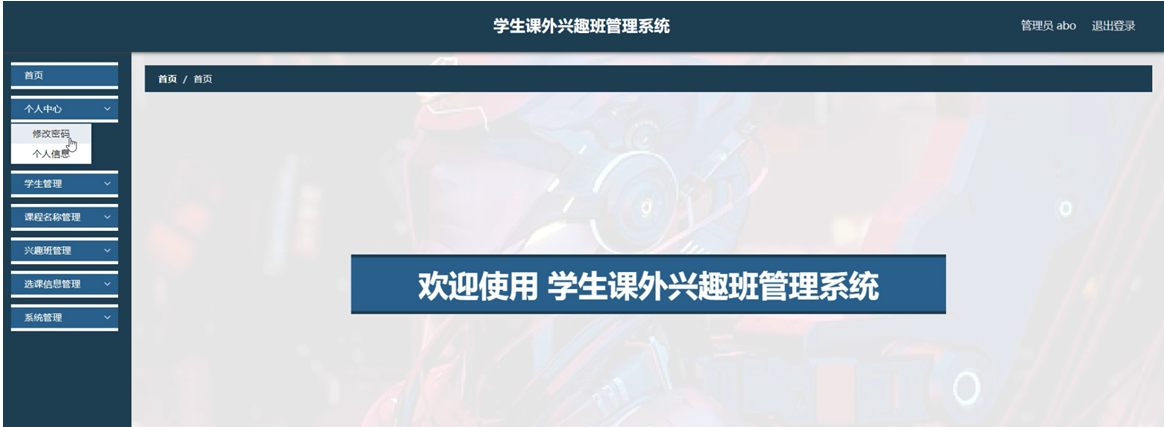 学生课外兴趣班管理系统
管理员 abo 退出登录
首页
首页 / 首页
个人中心
修改密码
个人信息
学生管理
课程名称管理
兴趣班管理
选课信息管理
系统管理
欢迎使用 学生课外兴趣班管理系统